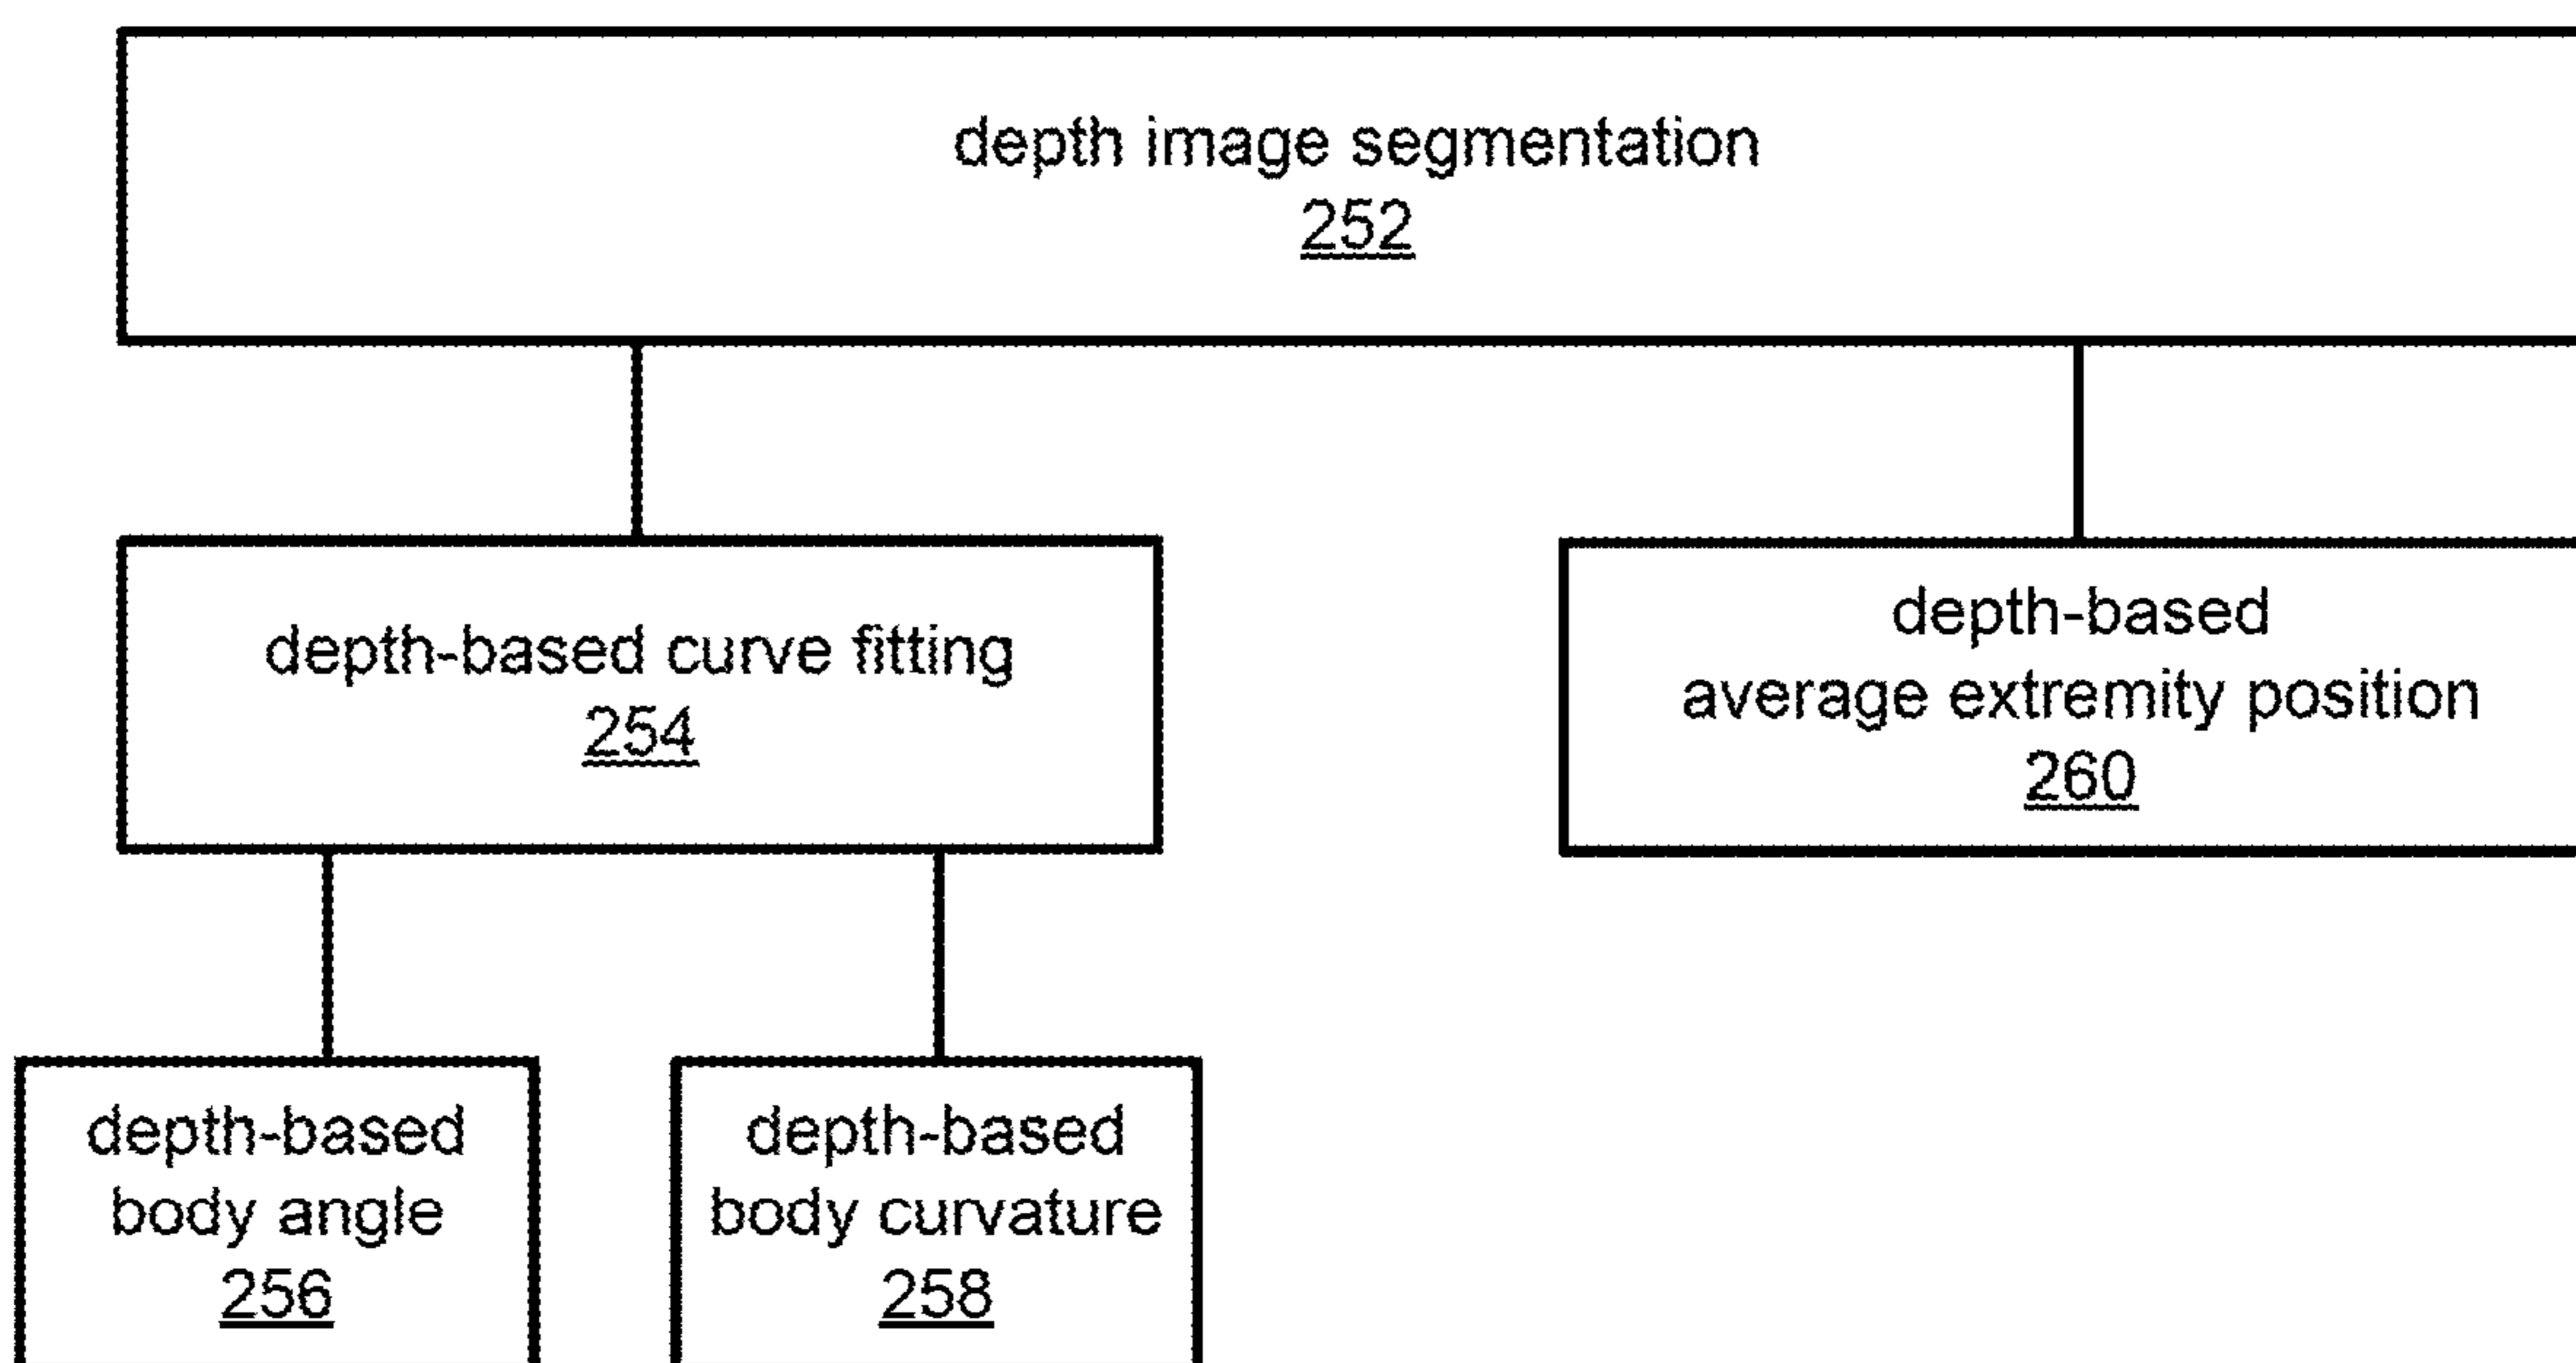 depth image segmentation
252
depth-based curve fitting
254
depth-based
average extremity position
260
depth-based
body angle
256
depth-based
body curvature
258